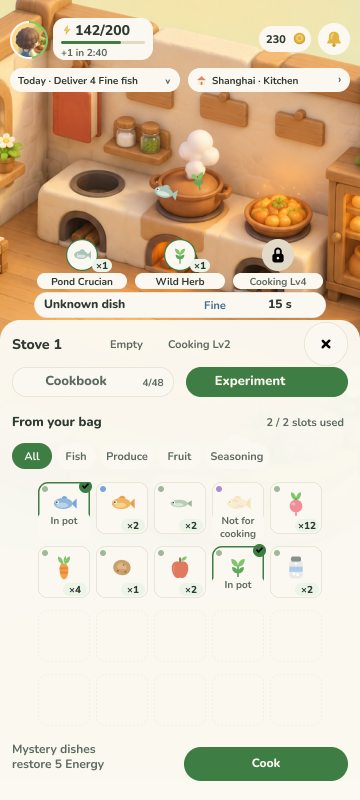 142/200
+1 in 2:40
230
Today · Deliver 4 Fine fish
Shanghai · Kitchen
×1
×1
Pond Crucian
Wild Herb
Cooking Lv4
Unknown dish
Fine
15 s
Stove 1
Empty
Cooking Lv2
Cookbook
4/48
Experiment
From your bag
2 / 2 slots used
All
Fish
Produce
Fruit
Seasoning
In pot
×2
×2
Not for
cooking
×12
×4
×1
×2
In pot
×2
Mystery dishes
restore 5 Energy
Cook